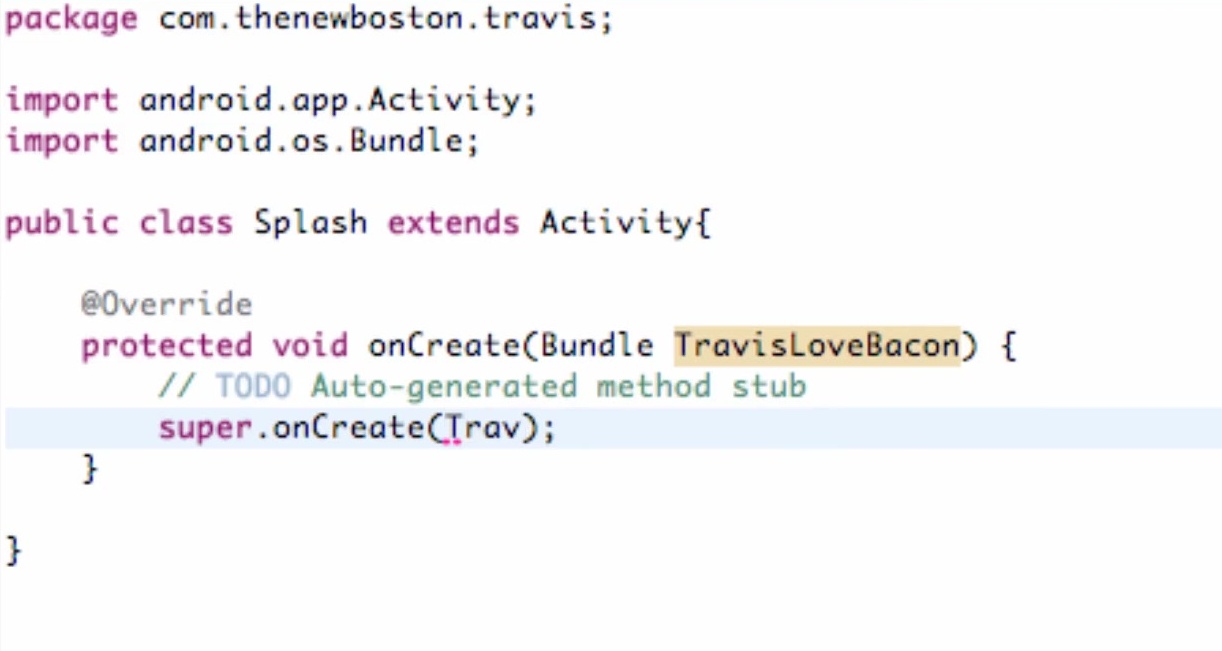 package com.thenewboston.travis;
import android.app.Activity;
import android.os.Bundle;
public class Splash extends Activity{
@Override
protected void onCreate(Bundle TravisLoveBacon) {
// TODO Auto-generated method stub
super.onCreate(Trav);
}
}